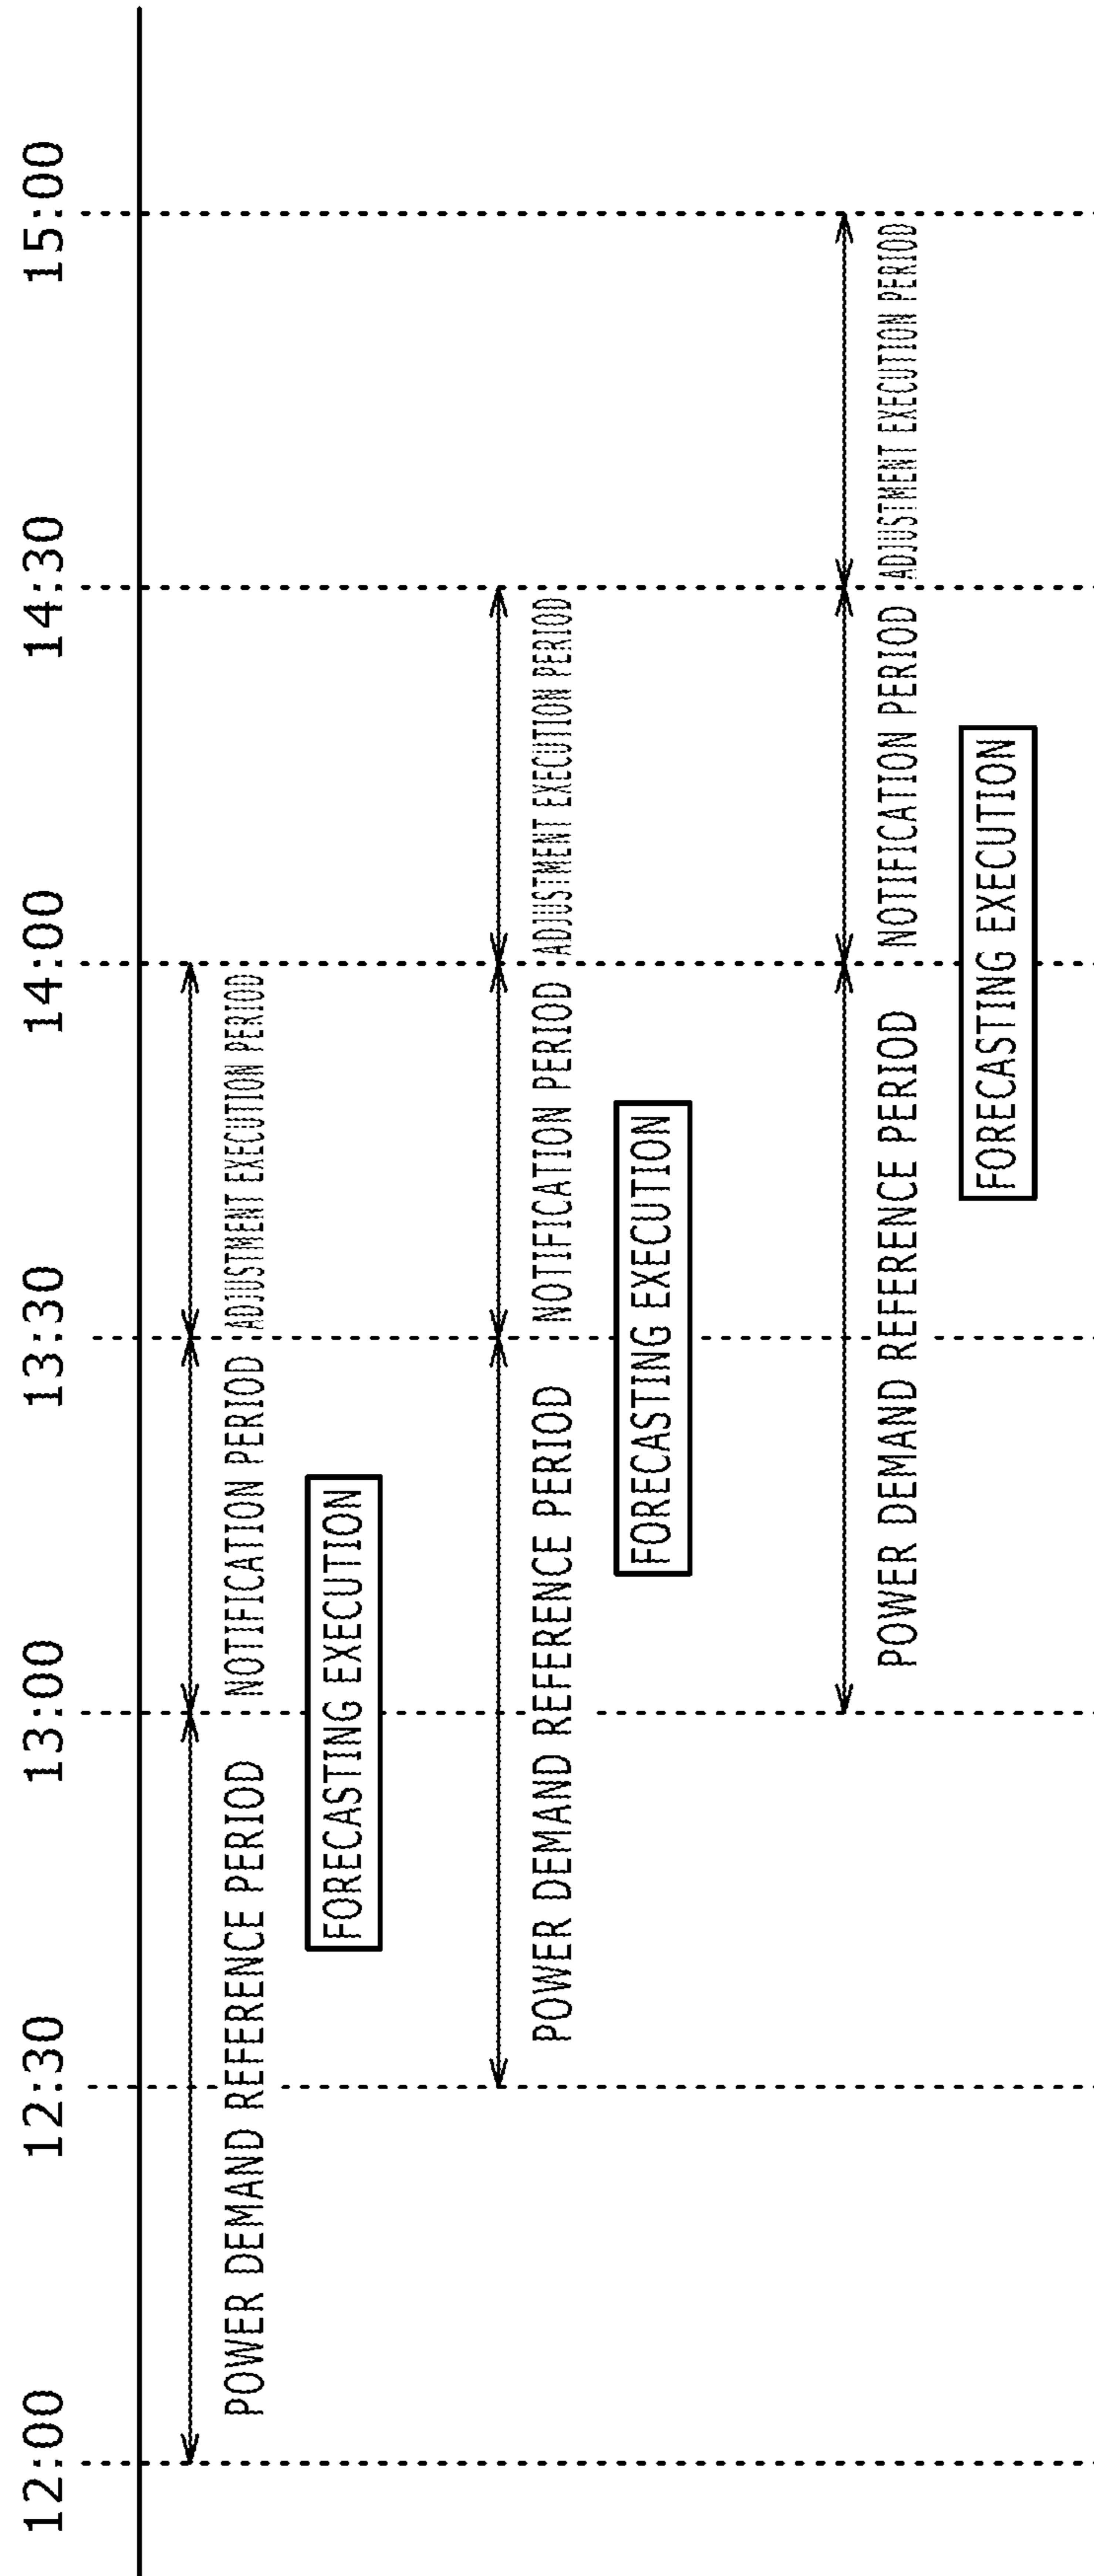 12:00 12:30 13:00 13:30 14:00 14:30 15:00
POWER DEMAND REFERENCE PERIOD NOTIFICATION PERIOD ADJUSTMENT EXECUTION PERIOD
FORECASTING EXECUTION
POWER DEMAND REFERENCE PERIOD NOTIFICATION PERIOD ADJUSTMENT EXECUTION PERIOD
FORECASTING EXECUTION
POWER DEMAND REFERENCE PERIOD NOTIFICATION PERIOD ADJUSTMENT EXECUTION PERIOD
FORECASTING EXECUTION